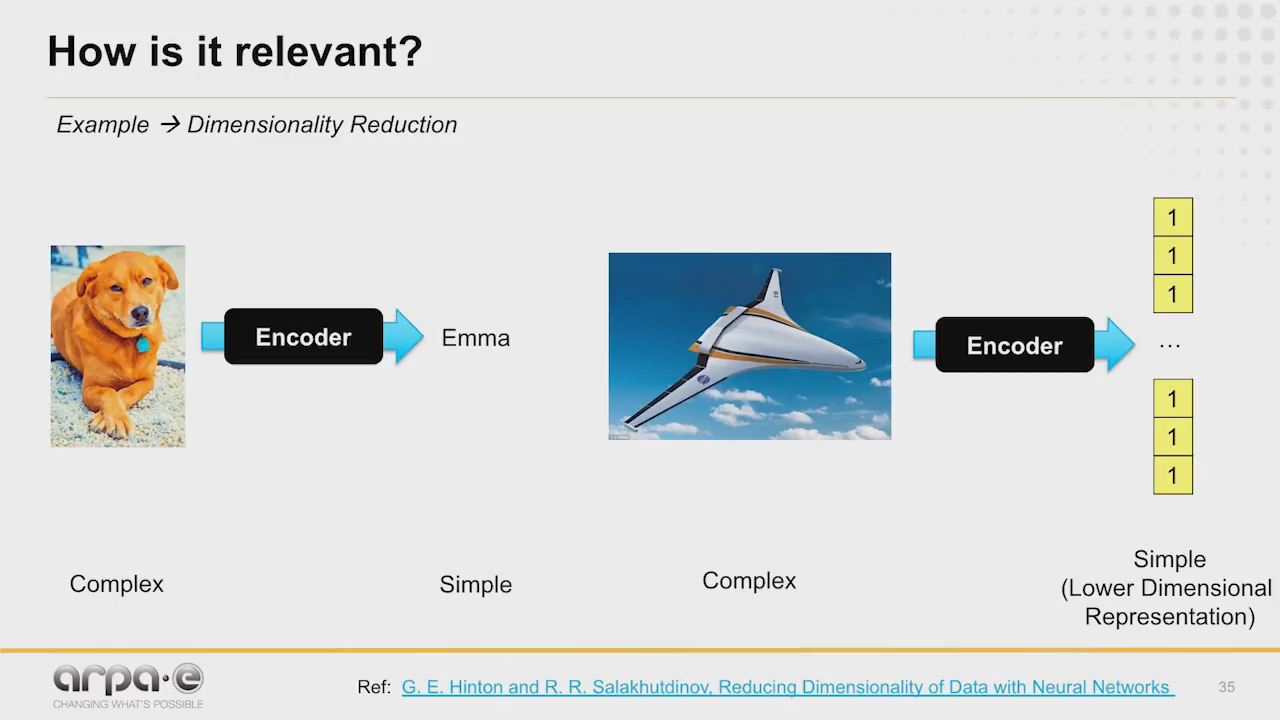 How is it relevant?
Example → Dimensionality Reduction
Encoder
Emma
Encoder
1
1
1
...
1
1
1
Complex
Simple
Complex
Simple
(Lower Dimensional
Representation)
arpa·e
CHANGING WHAT'S POSSIBLE
Ref: G. E. Hinton and R. R. Salakhutdinov, Reducing Dimensionality of Data with Neural Networks
35